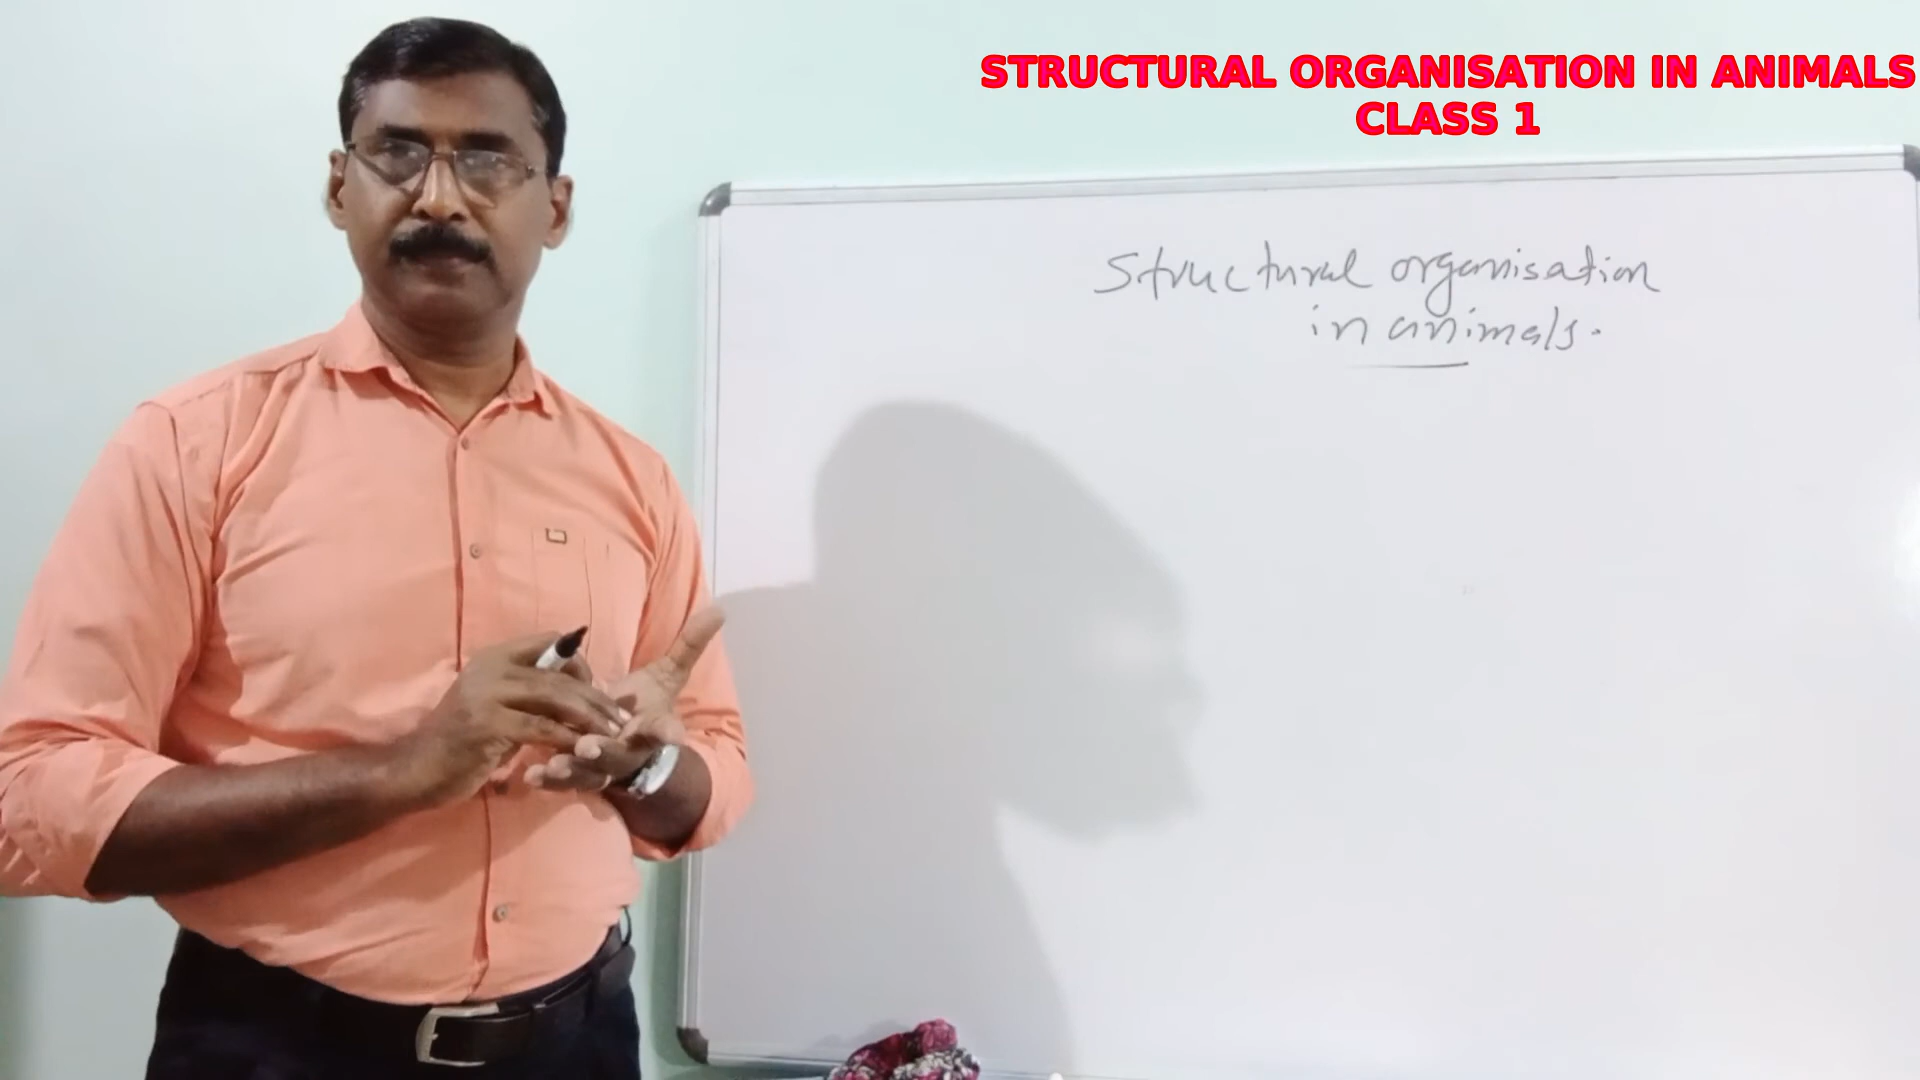 STRUCTURAL ORGANISATION IN ANIMALS
CLASS 1
Structural organisation
in animals.